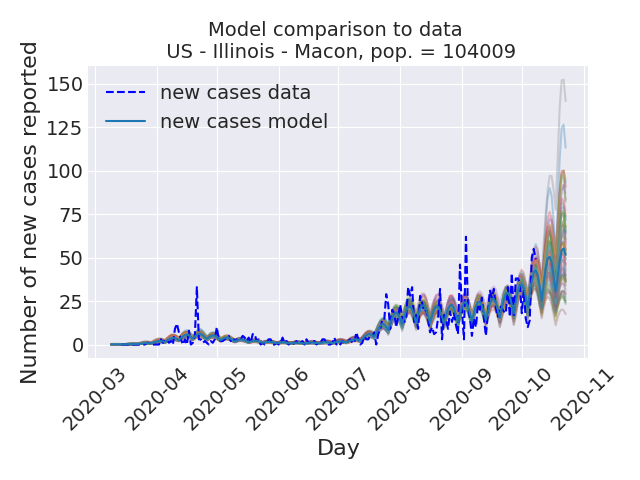 Model comparison to data
US - Illinois - Macon, pop. = 104009
Number of new cases reported
150
125
100
75
50
25
0
new cases data
new cases model
2020-03
2020-04
2020-05
2020-06
2020-07
2020-08
2020-09
2020-10
2020-11
Day